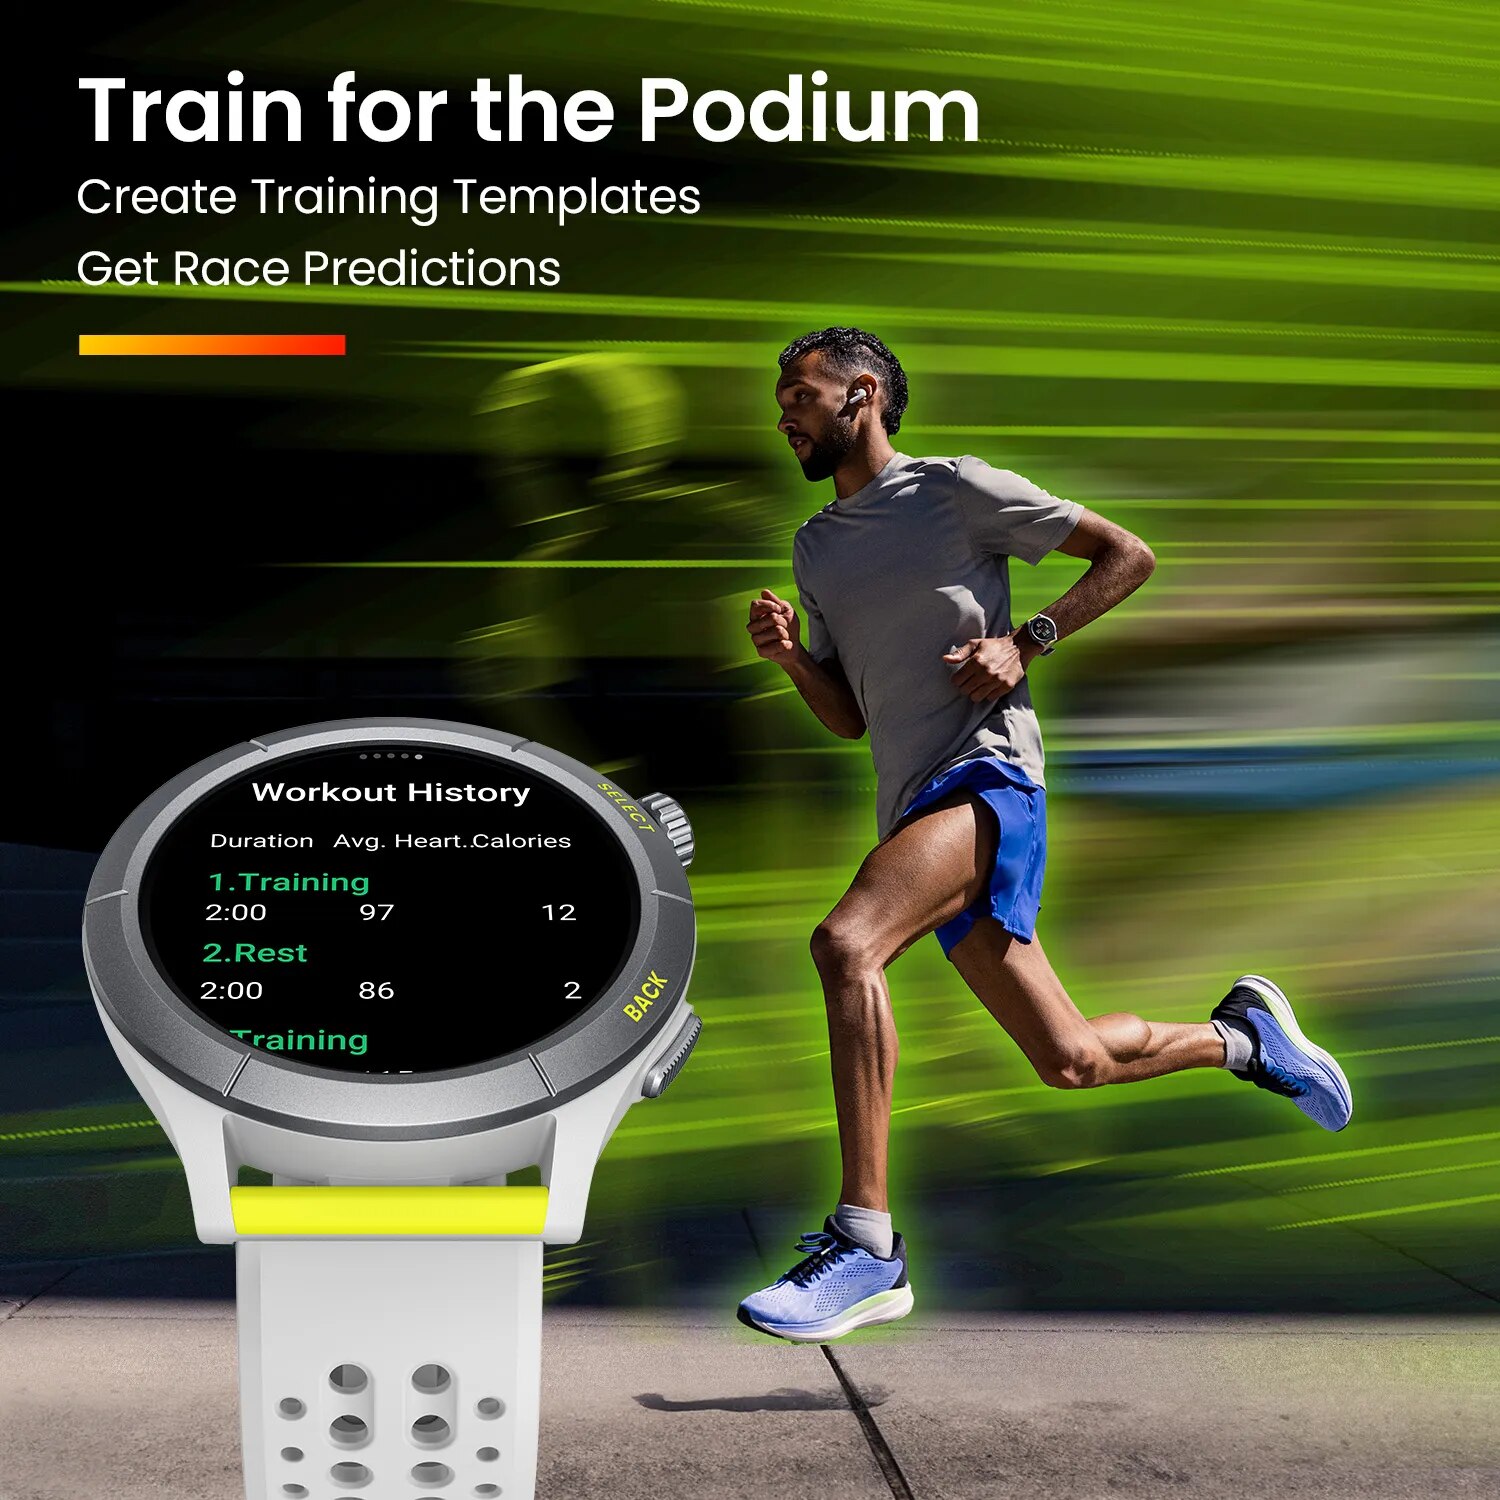 Train for the Podium
Create Training Templates
Get Race Predictions
Workout History
SELECT
Duration Avg. Heart..Calories
1.Training
2:00 97 12
2.Rest
2:00 86 2
BACK
Training